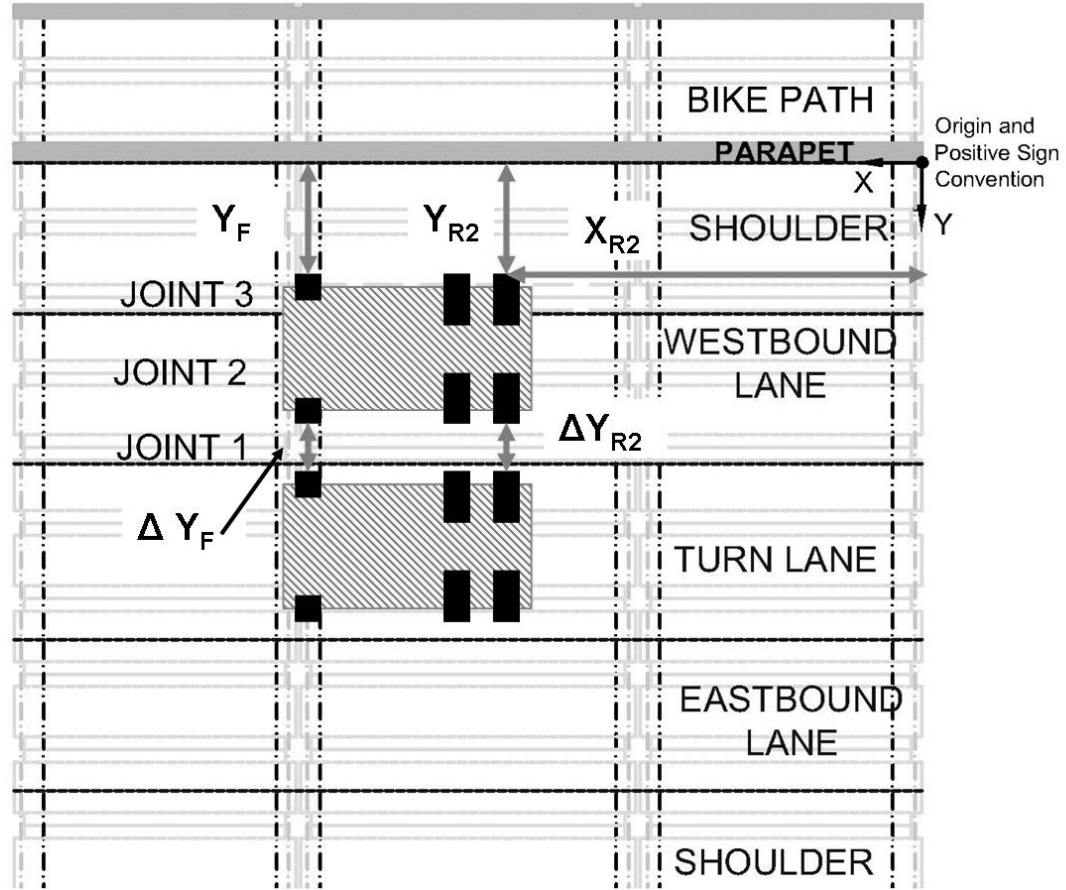 BIKE PATH
Origin and
Positive Sign
Convention
PARAPET
X
Y
Y_F
Y_R2
X_R2
SHOULDER
JOINT 3
WESTBOUND
LANE
JOINT 2
ΔY_R2
JOINT 1
Δ Y_F
TURN LANE
EASTBOUND
LANE
SHOULDER